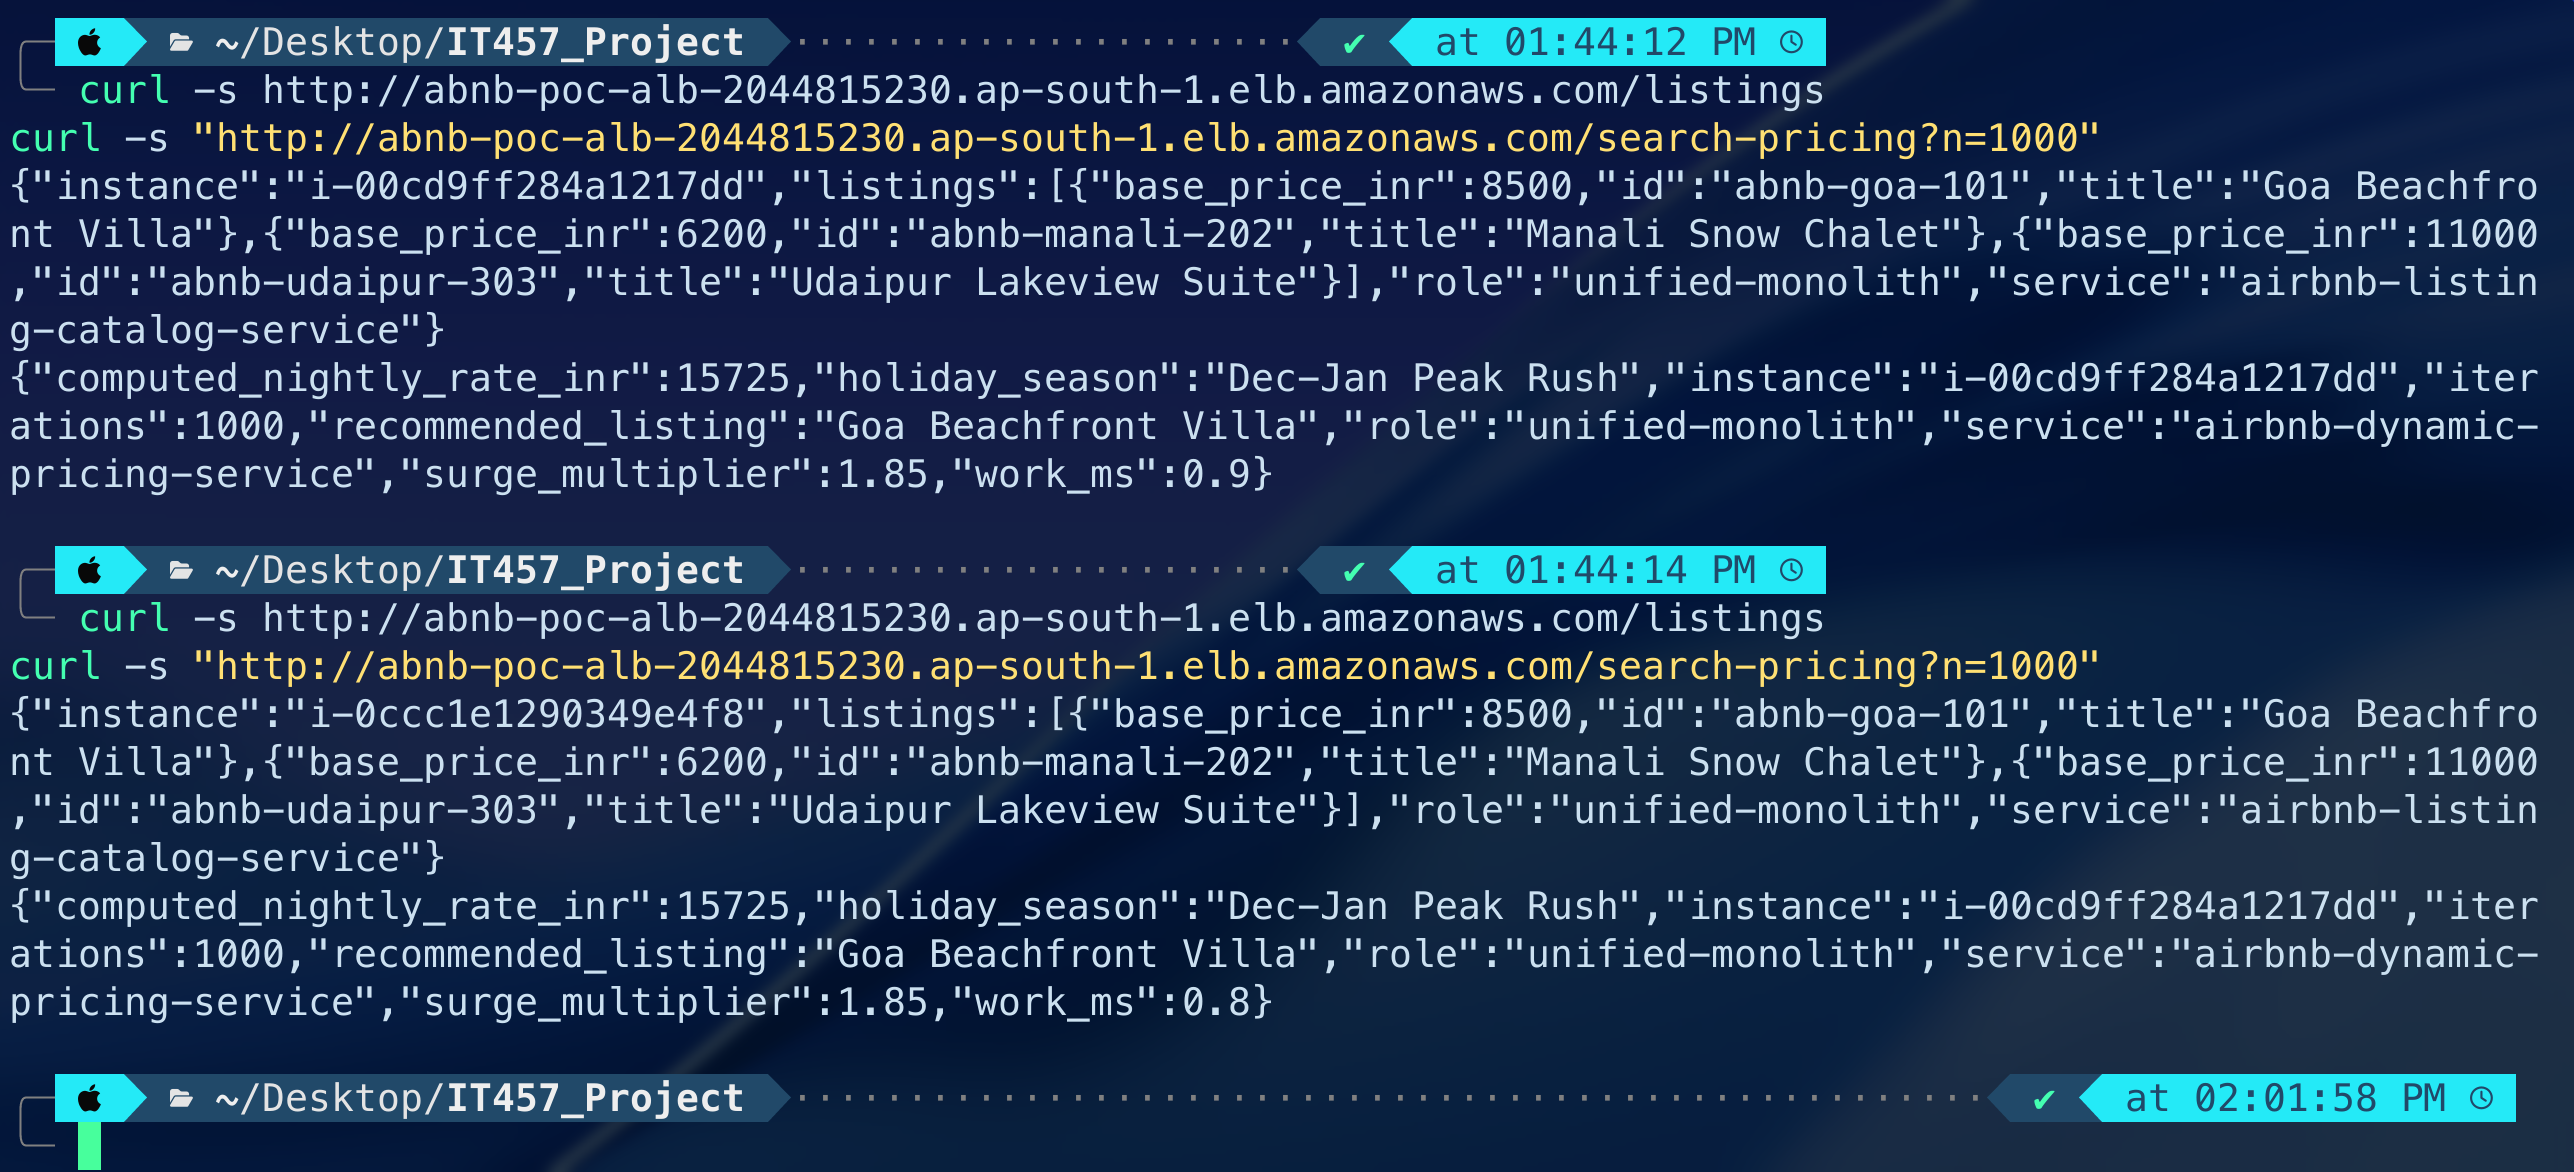 ~/Desktop/IT457_Project ✔ at 01:44:12 PM
curl -s http://abnb-poc-alb-2044815230.ap-south-1.elb.amazonaws.com/listings
curl -s "http://abnb-poc-alb-2044815230.ap-south-1.elb.amazonaws.com/search-pricing?n=1000"
{"instance":"i-00cd9ff284a1217dd","listings":[{"base_price_inr":8500,"id":"abnb-goa-101","title":"Goa Beachfro
nt Villa"},{"base_price_inr":6200,"id":"abnb-manali-202","title":"Manali Snow Chalet"},{"base_price_inr":11000
,"id":"abnb-udaipur-303","title":"Udaipur Lakeview Suite"}],"role":"unified-monolith","service":"airbnb-listin
g-catalog-service"}
{"computed_nightly_rate_inr":15725,"holiday_season":"Dec-Jan Peak Rush","instance":"i-00cd9ff284a1217dd","iter
ations":1000,"recommended_listing":"Goa Beachfront Villa","role":"unified-monolith","service":"airbnb-dynamic-
pricing-service","surge_multiplier":1.85,"work_ms":0.9}
~/Desktop/IT457_Project ✔ at 01:44:14 PM
curl -s http://abnb-poc-alb-2044815230.ap-south-1.elb.amazonaws.com/listings
curl -s "http://abnb-poc-alb-2044815230.ap-south-1.elb.amazonaws.com/search-pricing?n=1000"
{"instance":"i-0ccc1e1290349e4f8","listings":[{"base_price_inr":8500,"id":"abnb-goa-101","title":"Goa Beachfro
nt Villa"},{"base_price_inr":6200,"id":"abnb-manali-202","title":"Manali Snow Chalet"},{"base_price_inr":11000
,"id":"abnb-udaipur-303","title":"Udaipur Lakeview Suite"}],"role":"unified-monolith","service":"airbnb-listin
g-catalog-service"}
{"computed_nightly_rate_inr":15725,"holiday_season":"Dec-Jan Peak Rush","instance":"i-00cd9ff284a1217dd","iter
ations":1000,"recommended_listing":"Goa Beachfront Villa","role":"unified-monolith","service":"airbnb-dynamic-
pricing-service","surge_multiplier":1.85,"work_ms":0.8}
~/Desktop/IT457_Project ✔ at 02:01:58 PM